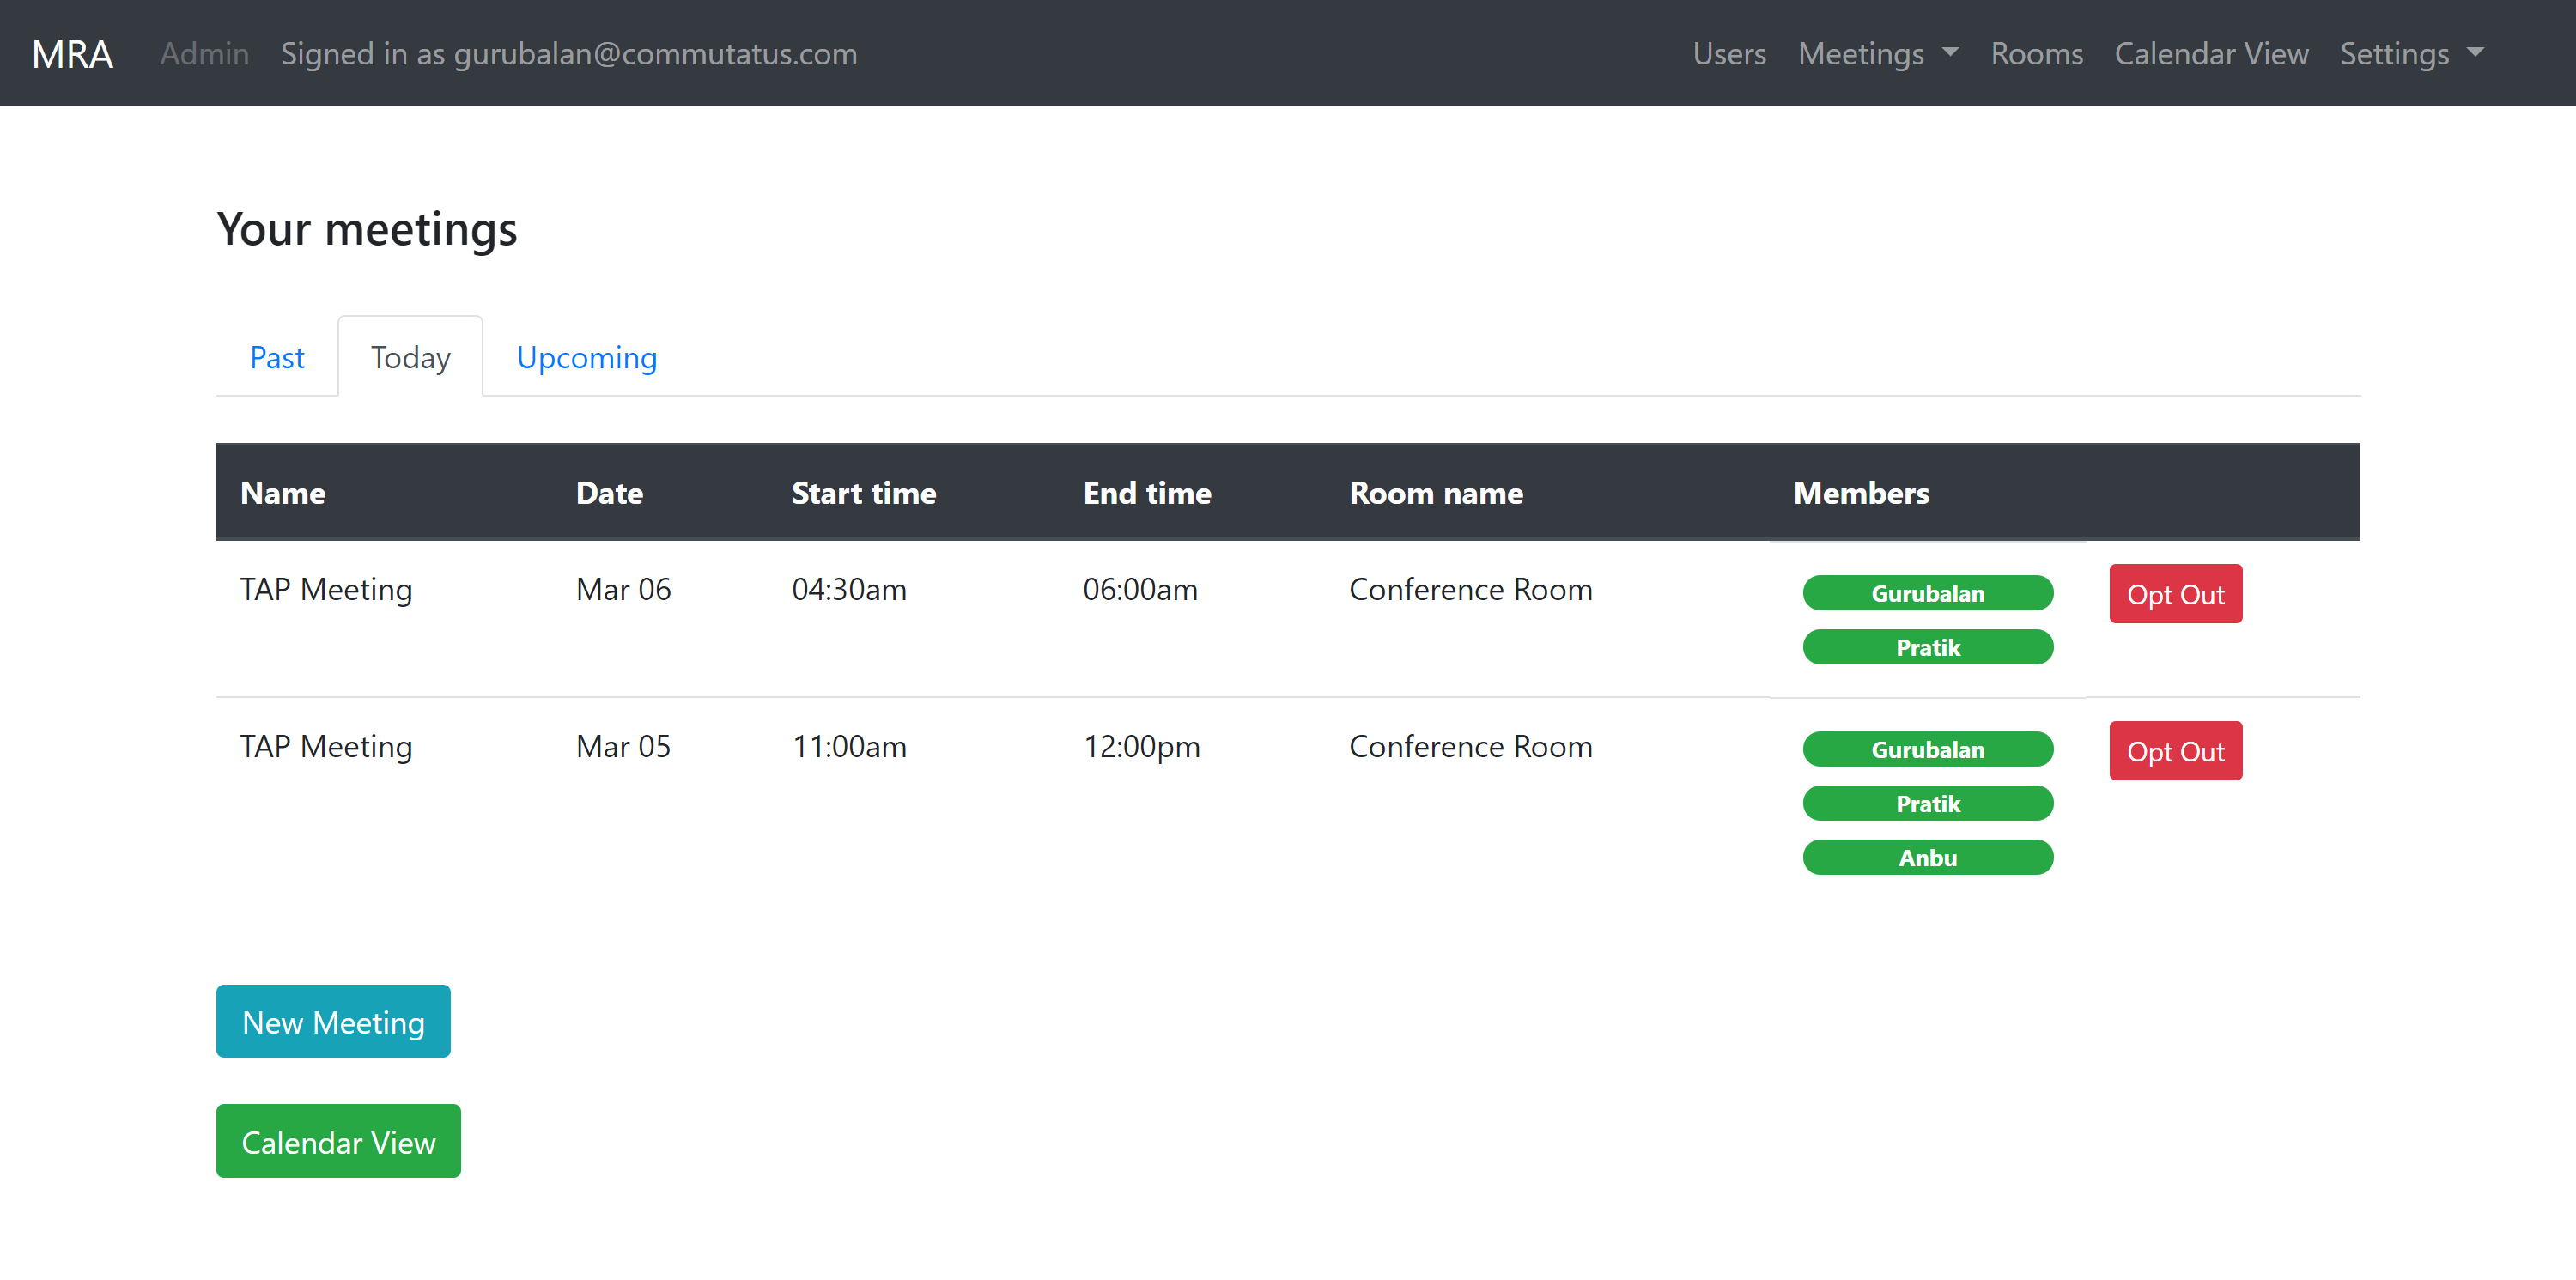 MRA Admin Signed in as gurubalan@commutatus.com Users Meetings Rooms Calendar View Settings
Your meetings
Past Today Upcoming
Name Date Start time End time Room name Members
TAP Meeting Mar 06 04:30am 06:00am Conference Room Gurubalan Opt Out
Pratik
TAP Meeting Mar 05 11:00am 12:00pm Conference Room Gurubalan Opt Out
Pratik
Anbu
New Meeting
Calendar View